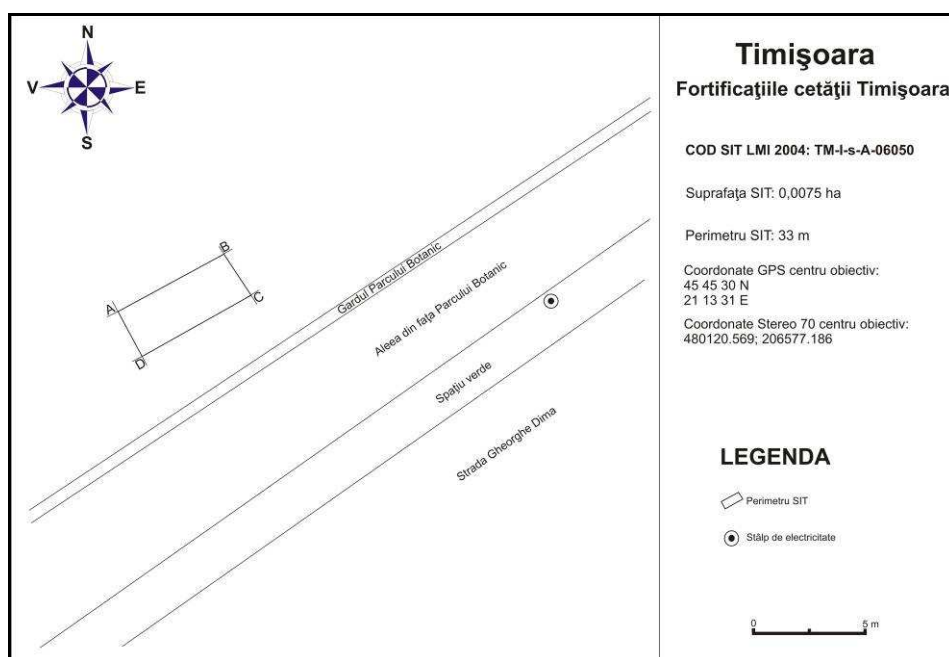 N
V E
S
A
B
C
D
Gardul Parcului Botanic
Aleea din faţa Parcului Botanic
Spaţiu verde
Strada Gheorghe Dima
Timişoara
Fortificaţiile cetăţii Timişoara
COD SIT LMI 2004: TM-I-s-A-06050
Suprafaţa SIT: 0,0075 ha
Perimetru SIT: 33 m
Coordonate GPS centru obiectiv:
45 45 30 N
21 13 31 E
Coordonate Stereo 70 centru obiectiv:
480120.569; 206577.186
LEGENDA
Perimetru SIT
Stâlp de electricitate
0 5 m